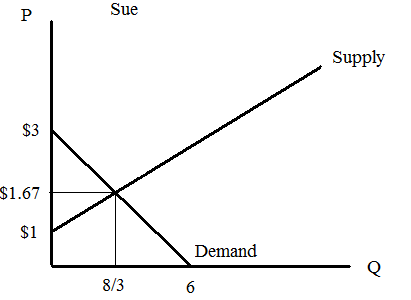 P
Sue
Supply
$3
$1.67
$1
Demand
Q
8/3
6